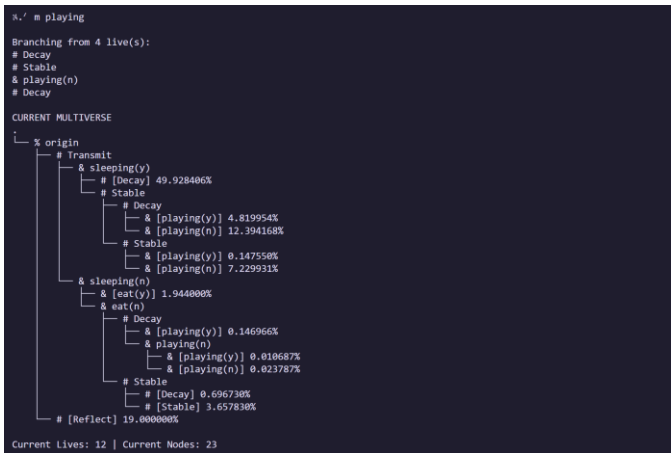 %./ m playing
Branching from 4 live(s):
# Decay
# Stable
& playing(n)
# Decay
CURRENT MULTIVERSE
.
└── % origin
    ├── # Transmit
    │   ├── & sleeping(y)
    │   │   ├── # [Decay] 49.928406%
    │   │   └── # Stable
    │   │       ├── # Decay
    │   │       │   ├── & [playing(y)] 4.819954%
    │   │       │   └── & [playing(n)] 12.394168%
    │   │       └── # Stable
    │   │           ├── & [playing(y)] 0.147550%
    │   │           └── & [playing(n)] 7.229931%
    │   └── & sleeping(n)
    │       ├── & [eat(y)] 1.944000%
    │       └── & eat(n)
    │           ├── # Decay
    │           │   ├── & [playing(y)] 0.146966%
    │           │   └── & playing(n)
    │           │       ├── & [playing(y)] 0.010687%
    │           │       └── & [playing(n)] 0.023787%
    │           └── # Stable
    │               ├── # [Decay] 0.696730%
    │               └── # [Stable] 3.657830%
    └── # [Reflect] 19.000000%
Current Lives: 12 | Current Nodes: 23